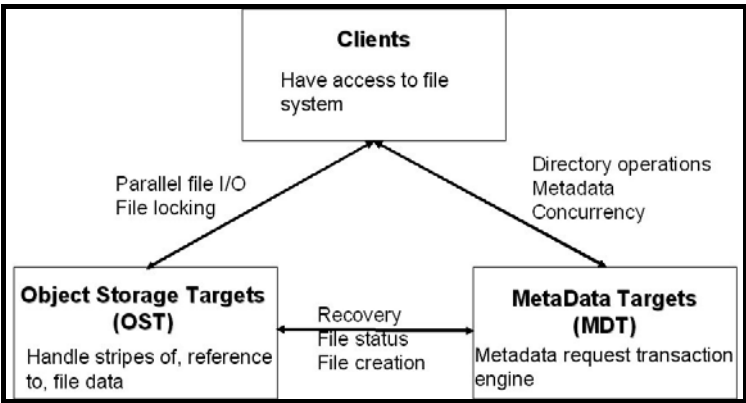 Clients
Have access to file
system
Parallel file I/O
File locking
Directory operations
Metadata
Concurrency
Object Storage Targets
(OST)
Handle stripes of, reference
to, file data
Recovery
File status
File creation
MetaData Targets
(MDT)
Metadata request transaction
engine